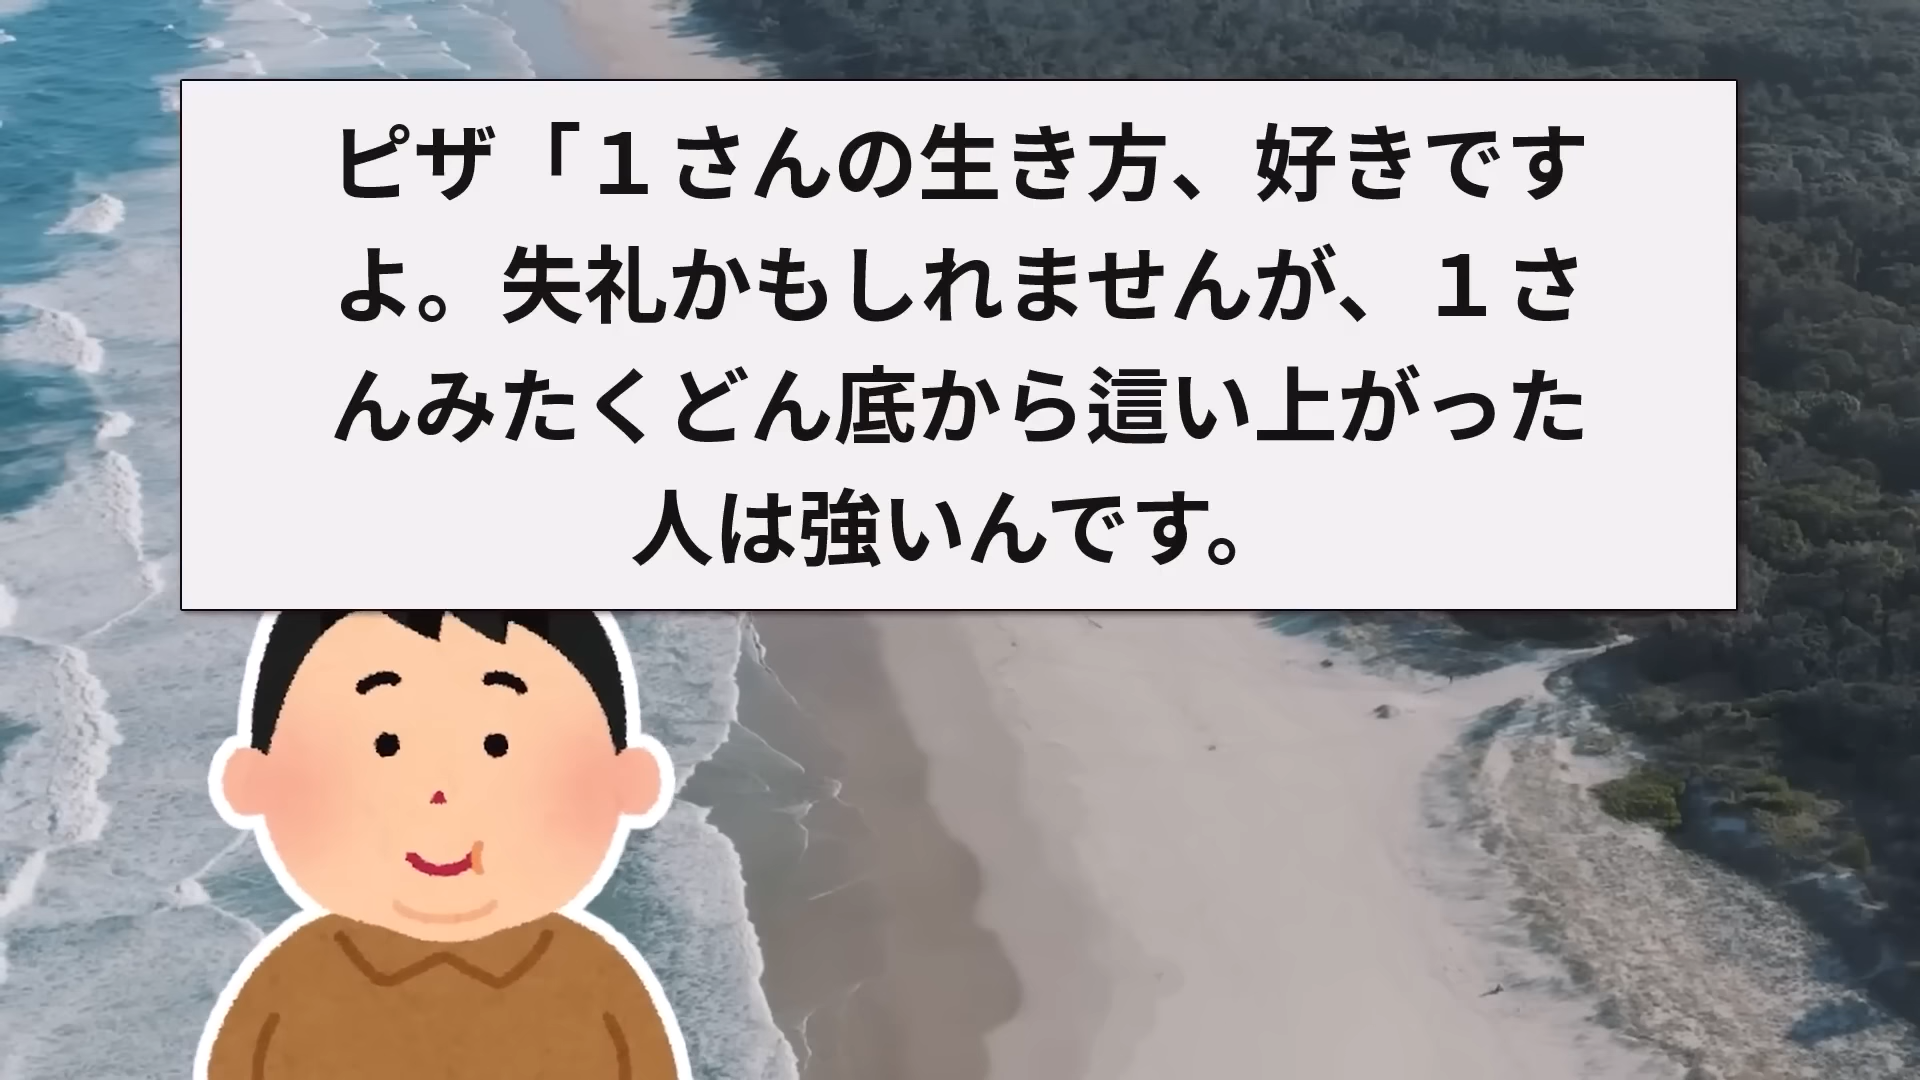 ピザ「１さんの生き方、好きです
よ。失礼かもしれませんが、１さ
んみたくどん底から這い上がった
人は強いんです。